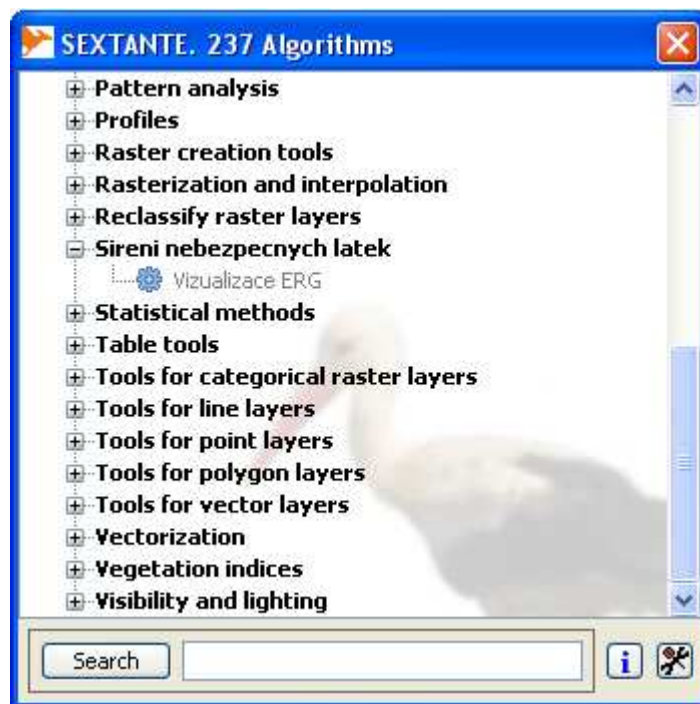 SEXTANTE. 237 Algorithms
Pattern analysis
Profiles
Raster creation tools
Rasterization and interpolation
Reclassify raster layers
Sireni nebezpecnych latek
Vizualizace ERG
Statistical methods
Table tools
Tools for categorical raster layers
Tools for line layers
Tools for point layers
Tools for polygon layers
Tools for vector layers
Vectorization
Vegetation indices
Visibility and lighting
Search
i